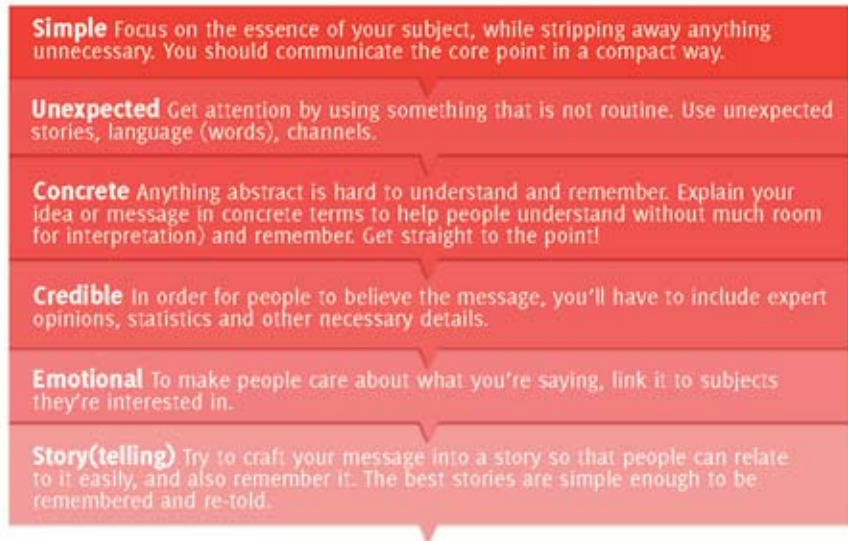 Simple Focus on the essence of your subject, while stripping away anything
unnecessary. You should communicate the core point in a compact way.
Unexpected Get attention by using something that is not routine. Use unexpected
stories, language (words), channels.
Concrete Anything abstract is hard to understand and remember. Explain your
idea or message in concrete terms to help people understand without much room
for interpretation) and remember. Get straight to the point!
Credible In order for people to believe the message, you'll have to include expert
opinions, statistics and other necessary details.
Emotional To make people care about what you're saying, link it to subjects
they're interested in.
Story(telling) Try to craft your message into a story so that people can relate
to it easily, and also remember it. The best stories are simple enough to be
remembered and re-told.